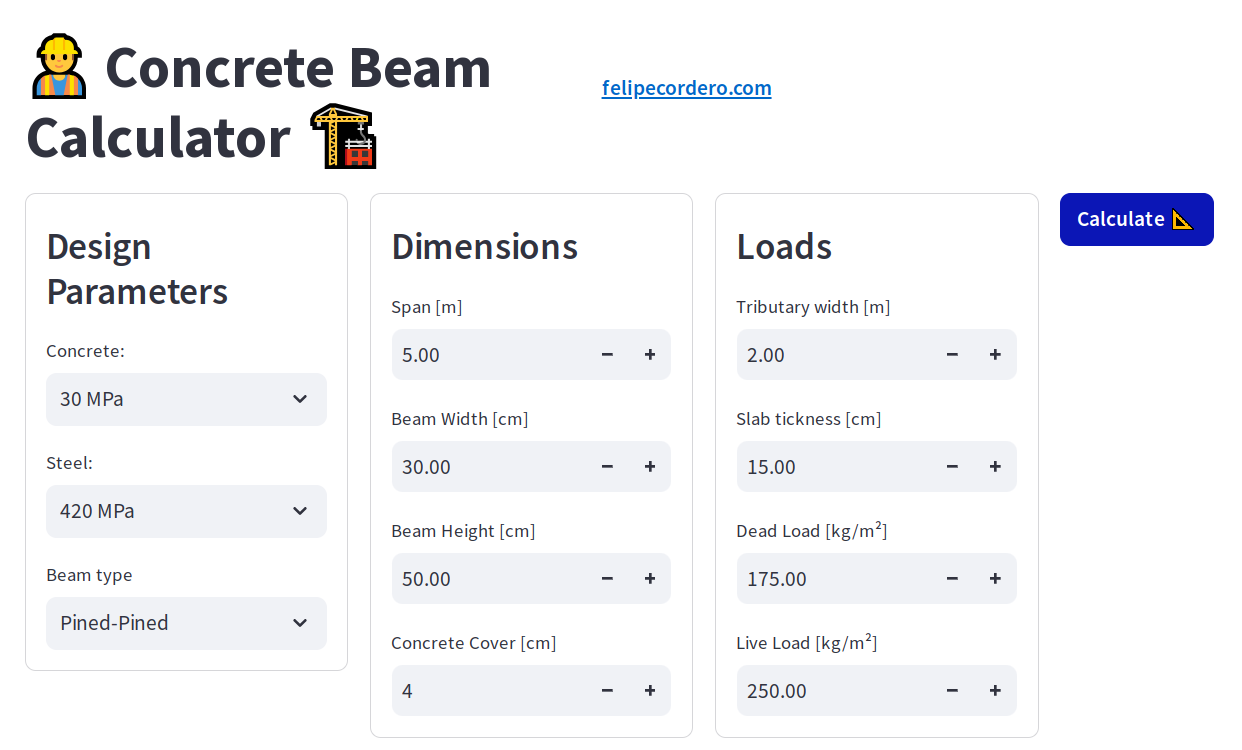 Concrete Beam
Calculator
felipecordero.com
Design
Parameters
Concrete:
30 MPa
Steel:
420 MPa
Beam type
Pined-Pined
Dimensions
Span [m]
5.00
Beam Width [cm]
30.00
Beam Height [cm]
50.00
Concrete Cover [cm]
4
Loads
Tributary width [m]
2.00
Slab tickness [cm]
15.00
Dead Load [kg/m²]
175.00
Live Load [kg/m²]
250.00
Calculate